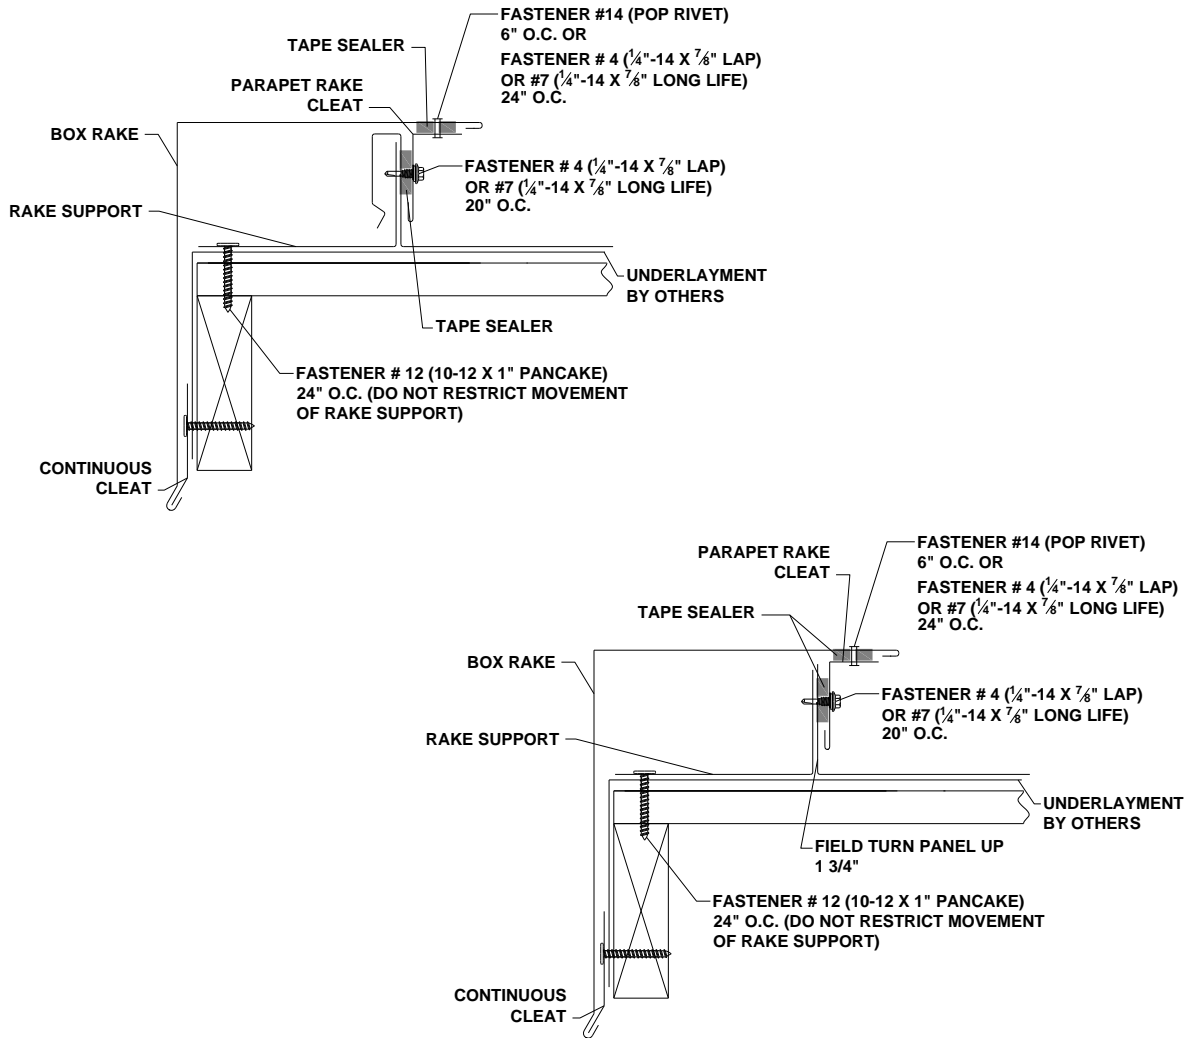 FASTENER #14 (POP RIVET)
6" O.C. OR
FASTENER # 4 (¼"-14 X ⅞" LAP)
OR #7 (¼"-14 X ⅞" LONG LIFE)
24" O.C.
TAPE SEALER
PARAPET RAKE
CLEAT
BOX RAKE
FASTENER # 4 (¼"-14 X ⅞" LAP)
OR #7 (¼"-14 X ⅞" LONG LIFE)
20" O.C.
RAKE SUPPORT
UNDERLAYMENT
BY OTHERS
TAPE SEALER
FASTENER # 12 (10-12 X 1" PANCAKE)
24" O.C. (DO NOT RESTRICT MOVEMENT
OF RAKE SUPPORT)
CONTINUOUS
CLEAT
FASTENER #14 (POP RIVET)
6" O.C. OR
FASTENER # 4 (¼"-14 X ⅞" LAP)
OR #7 (¼"-14 X ⅞" LONG LIFE)
24" O.C.
PARAPET RAKE
CLEAT
TAPE SEALER
BOX RAKE
FASTENER # 4 (¼"-14 X ⅞" LAP)
OR #7 (¼"-14 X ⅞" LONG LIFE)
20" O.C.
RAKE SUPPORT
UNDERLAYMENT
BY OTHERS
FIELD TURN PANEL UP
1 3/4"
FASTENER # 12 (10-12 X 1" PANCAKE)
24" O.C. (DO NOT RESTRICT MOVEMENT
OF RAKE SUPPORT)
CONTINUOUS
CLEAT